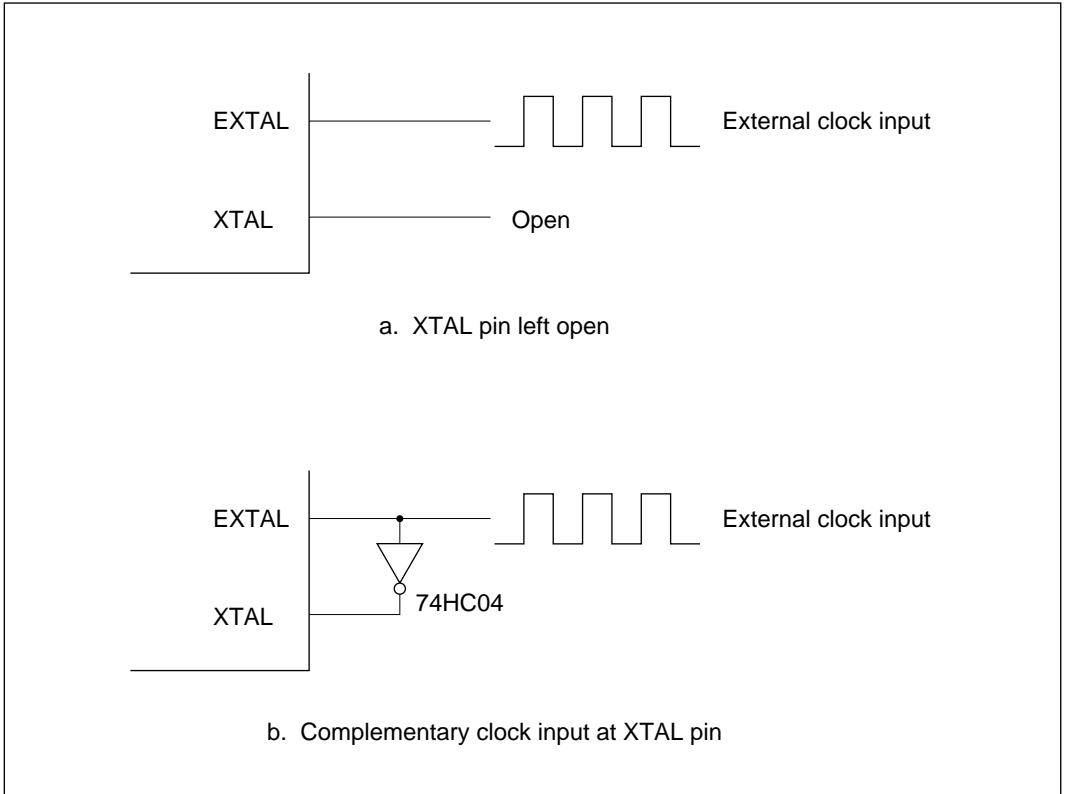 EXTAL
External clock input
XTAL
Open
a. XTAL pin left open
EXTAL
External clock input
74HC04
XTAL
b. Complementary clock input at XTAL pin